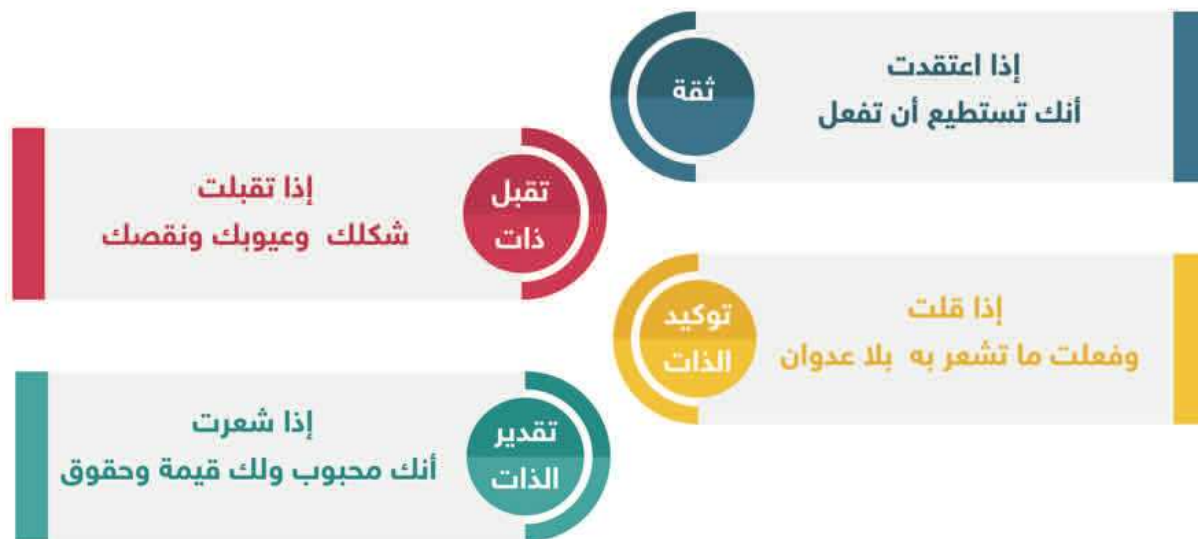 إذا اعتقدت
أنك تستطيع أن تفعل
ثقة
إذا تقبلت
شكلك وعيوبك ونقصك
تقبل
ذات
إذا قلت
وفعلت ما تشعر به بلا عدوان
توكيد
الذات
إذا شعرت
أنك محبوب ولك قيمة وحقوق
تقدير
الذات